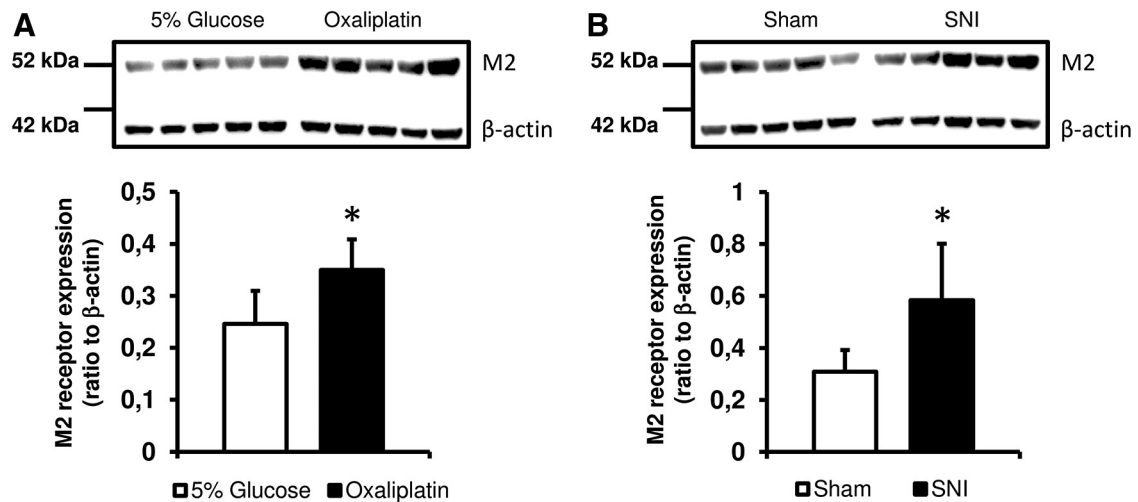 A
5% Glucose Oxaliplatin
52 kDa
M2
42 kDa
β-actin
0,5
0,4
0,3
0,2
0,1
0
M2 receptor expression
(ratio to β-actin)
*
5% Glucose Oxaliplatin
B
Sham SNI
52 kDa
M2
42 kDa
β-actin
1
0,8
0,6
0,4
0,2
0
M2 receptor expression
(ratio to β-actin)
*
Sham SNI